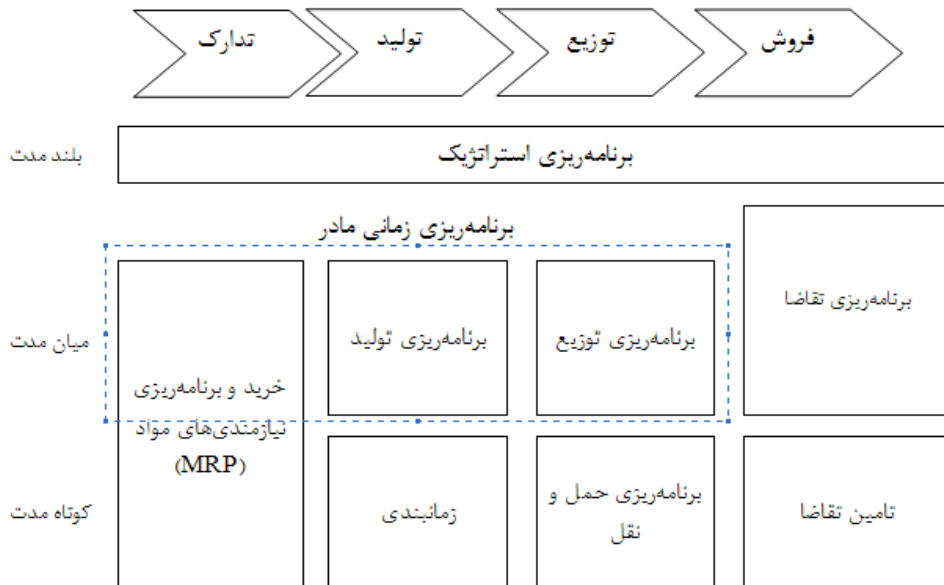 فروش
توزیع
تولید
تدارک
بلند مدت
برنامه‌ریزی استراتژیک
برنامه‌ریزی زمانی مادر
میان مدت
برنامه‌ریزی تقاضا
برنامه‌ریزی توزیع
برنامه‌ریزی تولید
خرید و برنامه‌ریزی
نیازمندی‌های مواد
(MRP)
کوتاه مدت
تامین تقاضا
برنامه‌ریزی حمل و
نقل
زمانبندی